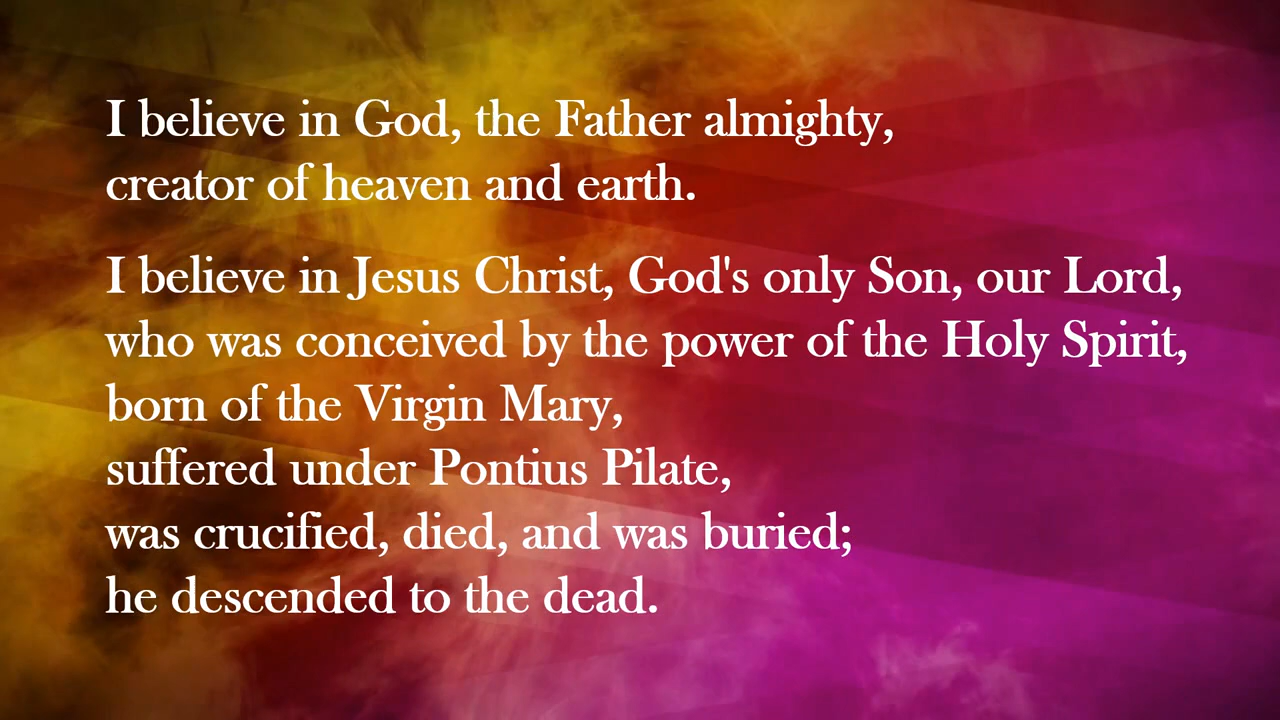 I believe in God, the Father almighty,
creator of heaven and earth.
I believe in Jesus Christ, God's only Son, our Lord,
who was conceived by the power of the Holy Spirit,
born of the Virgin Mary,
suffered under Pontius Pilate,
was crucified, died, and was buried;
he descended to the dead.